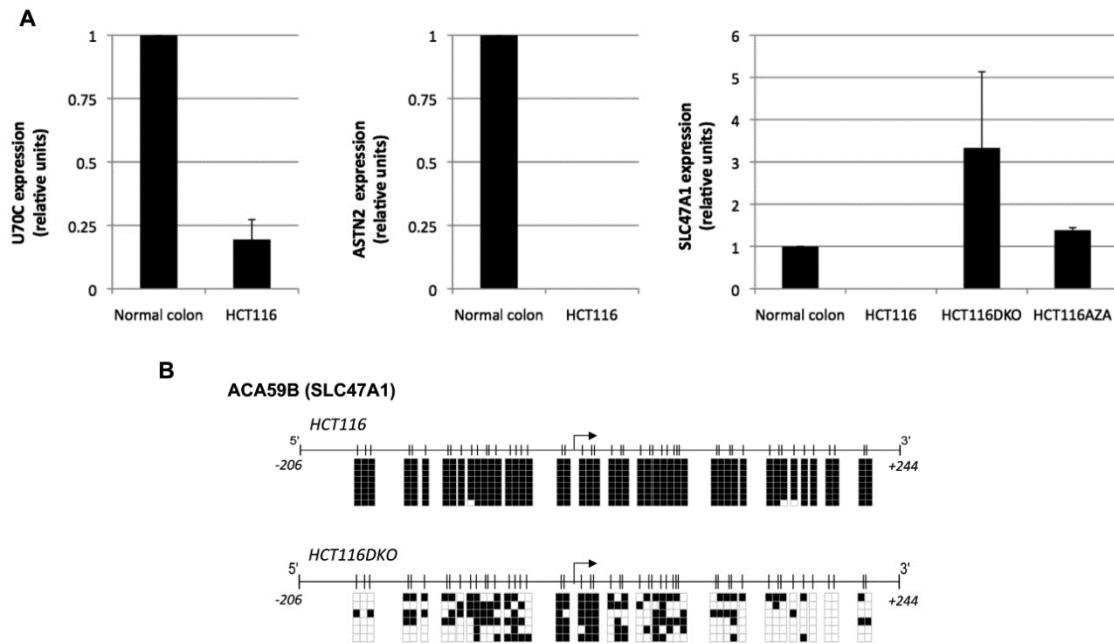 A
U70C expression
(relative units)
1
0.75
0.5
0.25
0
Normal colon HCT116
ASTN2 expression
(relative units)
1
0.75
0.5
0.25
0
Normal colon HCT116
SLC47A1 expression
(relative units)
6
5
4
3
2
1
0
Normal colon HCT116 HCT116DKO HCT116AZA
B
ACA59B (SLC47A1)
HCT116
5' 3'
-206 +244
HCT116DKO
5' 3'
-206 +244